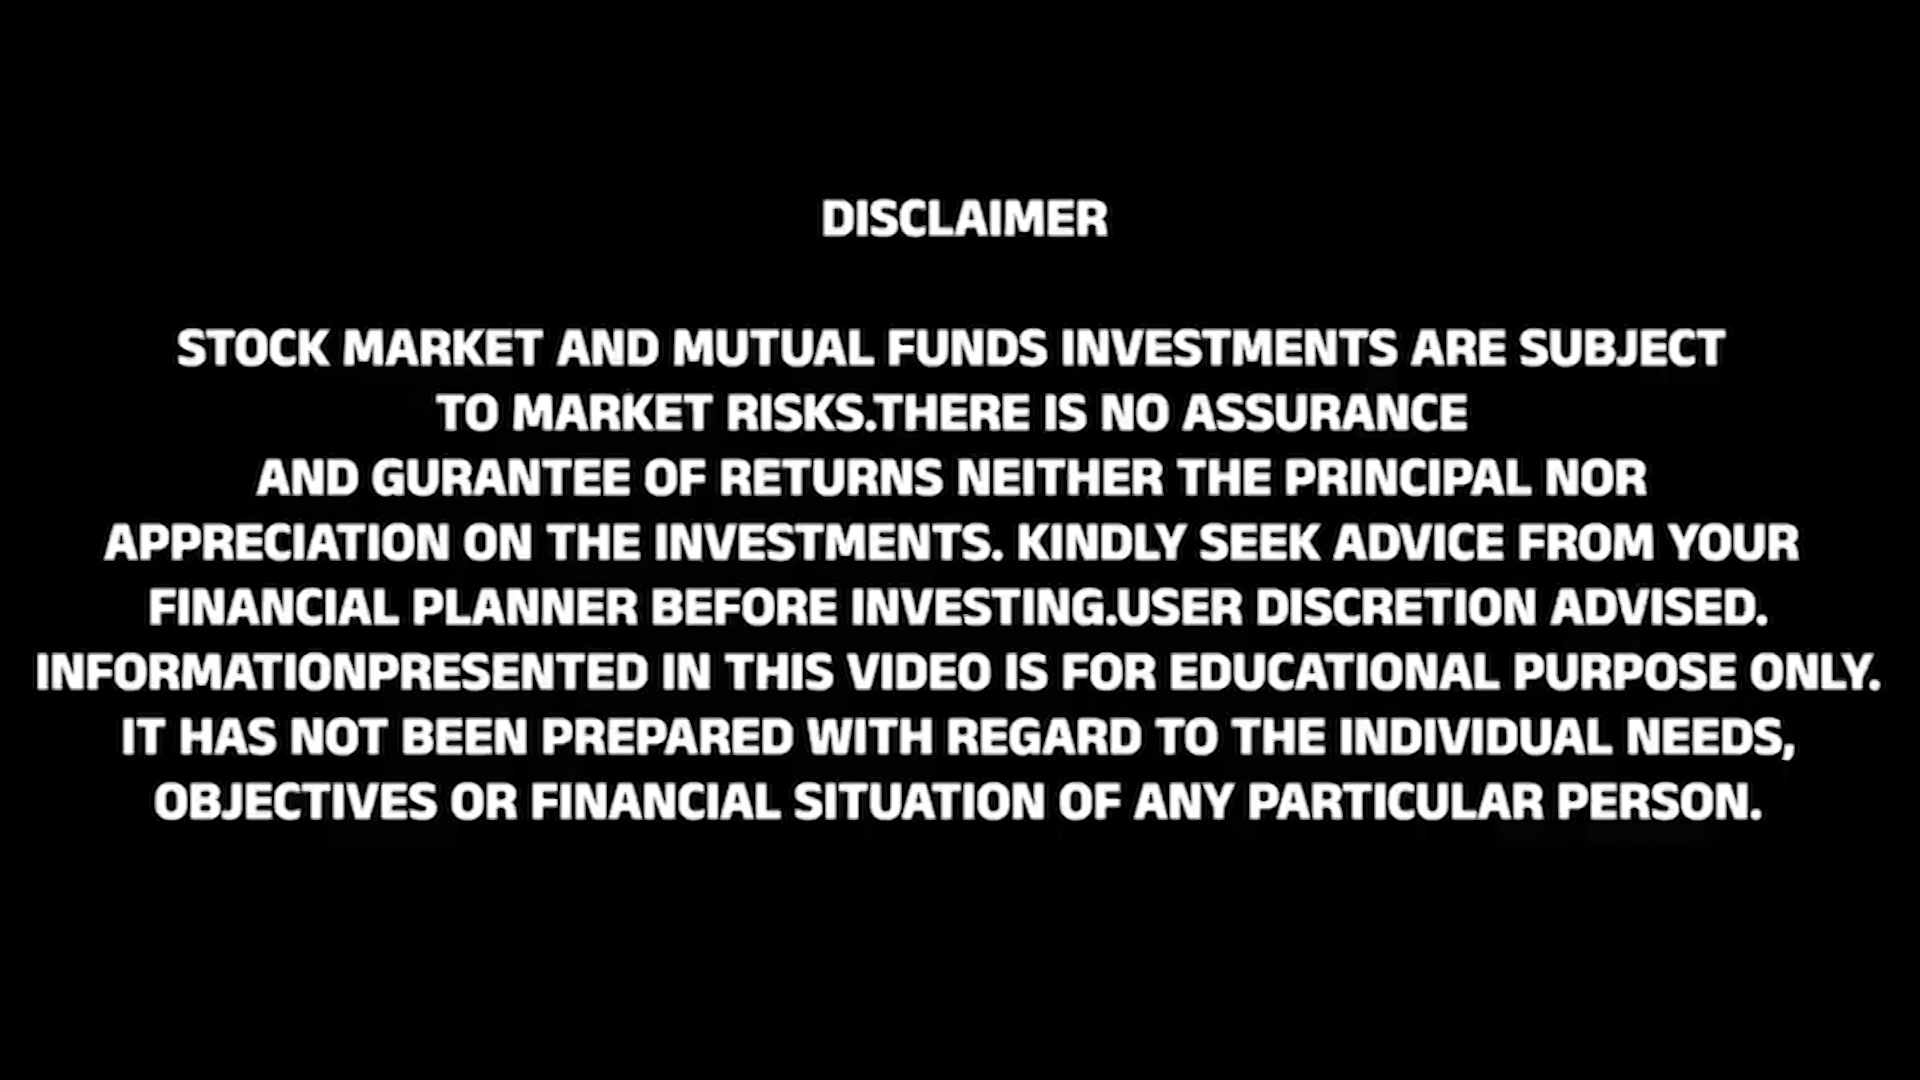 DISCLAIMER
STOCK MARKET AND MUTUAL FUNDS INVESTMENTS ARE SUBJECT
TO MARKET RISKS.THERE IS NO ASSURANCE
AND GURANTEE OF RETURNS NEITHER THE PRINCIPAL NOR
APPRECIATION ON THE INVESTMENTS. KINDLY SEEK ADVICE FROM YOUR
FINANCIAL PLANNER BEFORE INVESTING.USER DISCRETION ADVISED.
INFORMATIONPRESENTED IN THIS VIDEO IS FOR EDUCATIONAL PURPOSE ONLY.
IT HAS NOT BEEN PREPARED WITH REGARD TO THE INDIVIDUAL NEEDS,
OBJECTIVES OR FINANCIAL SITUATION OF ANY PARTICULAR PERSON.